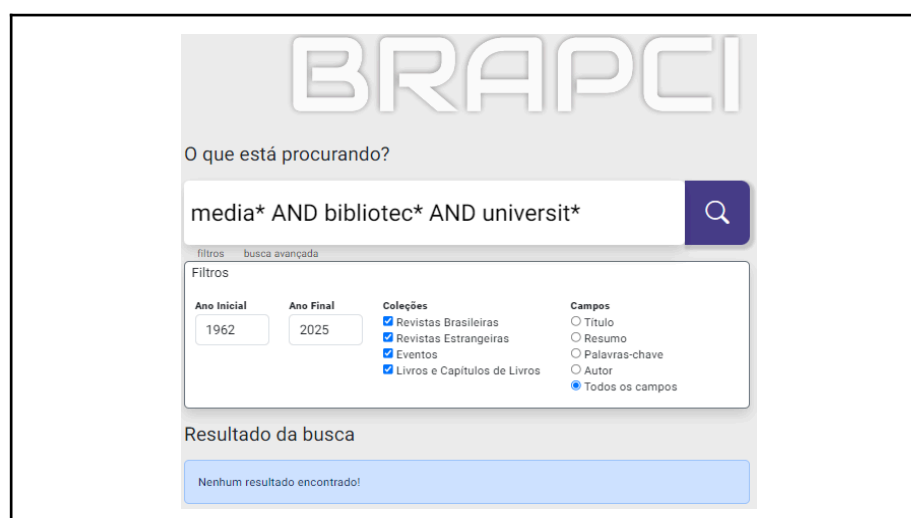 BRAPCI
O que está procurando?
media* AND bibliotec* AND universit*
filtros busca avançada
Filtros
Ano Inicial Ano Final Coleções Campos
1962 2025 Revistas Brasileiras Título
Revistas Estrangeiras Resumo
Eventos Palavras-chave
Livros e Capítulos de Livros Autor
Todos os campos
Resultado da busca
Nenhum resultado encontrado!